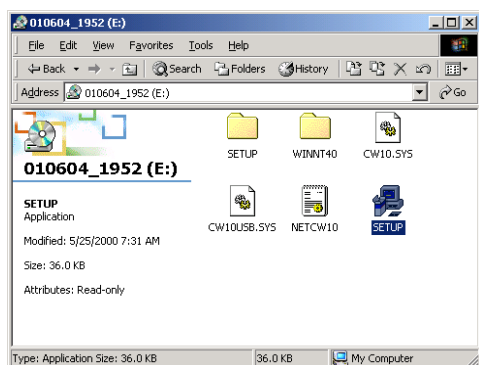 010604_1952 (E:)
File Edit View Favorites Tools Help
Back Search Folders History
Address 010604_1952 (E:) Go
010604_1952 (E:)
SETUP
Application
Modified: 5/25/2000 7:31 AM
Size: 36.0 KB
Attributes: Read-only
SETUP WINNT40 CW10.SYS
CW10USB.SYS NETCW10 SETUP
Type: Application Size: 36.0 KB 36.0 KB My Computer